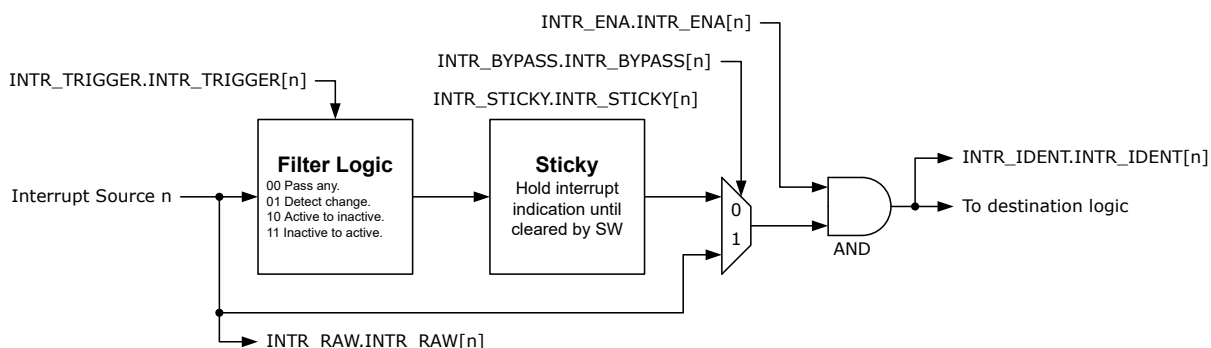 INTR_ENA.INTR_ENA[n]
INTR_BYPASS.INTR_BYPASS[n]
INTR_TRIGGER.INTR_TRIGGER[n]
INTR_STICKY.INTR_STICKY[n]
Filter Logic
00 Pass any.
01 Detect change.
10 Active to inactive.
11 Inactive to active.
Sticky
Hold interrupt
indication until
cleared by SW
Interrupt Source n
0
1
AND
INTR_IDENT.INTR_IDENT[n]
To destination logic
INTR_RAW.INTR_RAW[n]